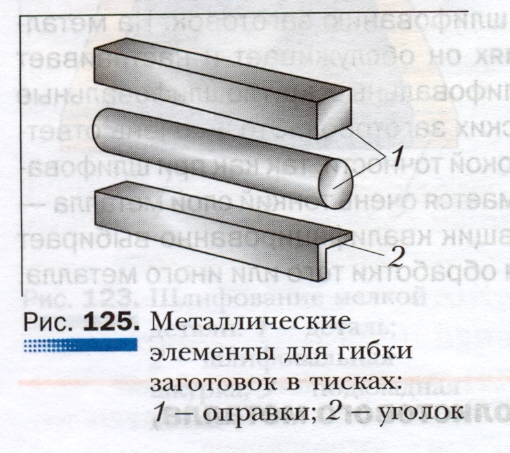 1
2
Рис. 125. Металлические
элементы для гибки
заготовок в тисках:
1 — оправки; 2 — уголок